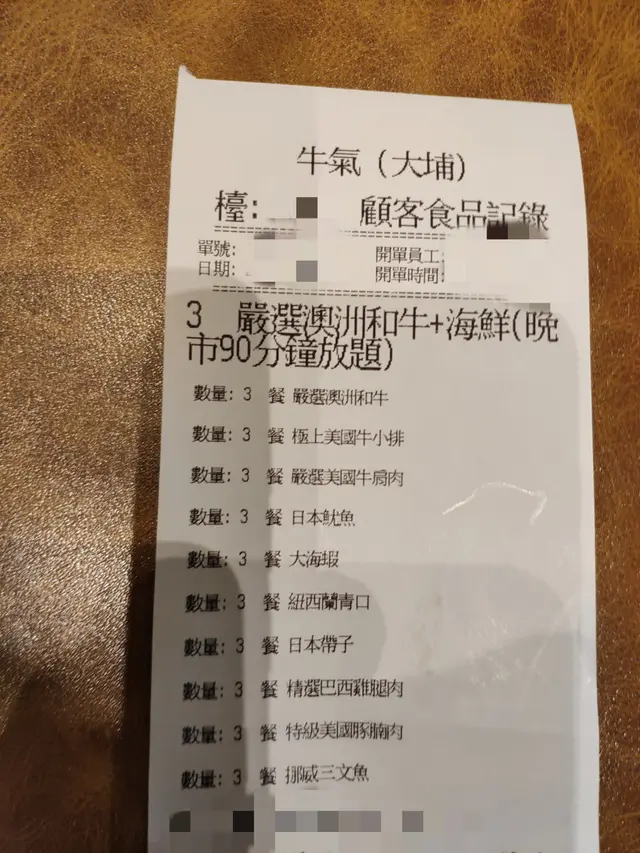 牛氣 (大埔)
檯: 顧客食品記錄
單號: 開單員工:
日期: 開單時間:
3 嚴選澳洲和牛+海鮮(晚
市90分鐘放題)
數量: 3 餐 嚴選澳洲和牛
數量: 3 餐 極上美國牛小排
數量: 3 餐 嚴選美國牛肩肉
數量: 3 餐 日本魷魚
數量: 3 餐 大海蝦
數量: 3 餐 紐西蘭青口
數量: 3 餐 日本帶子
數量: 3 餐 精選巴西雞腿肉
數量: 3 餐 特級美國豚腩肉
數量: 3 餐 挪威三文魚